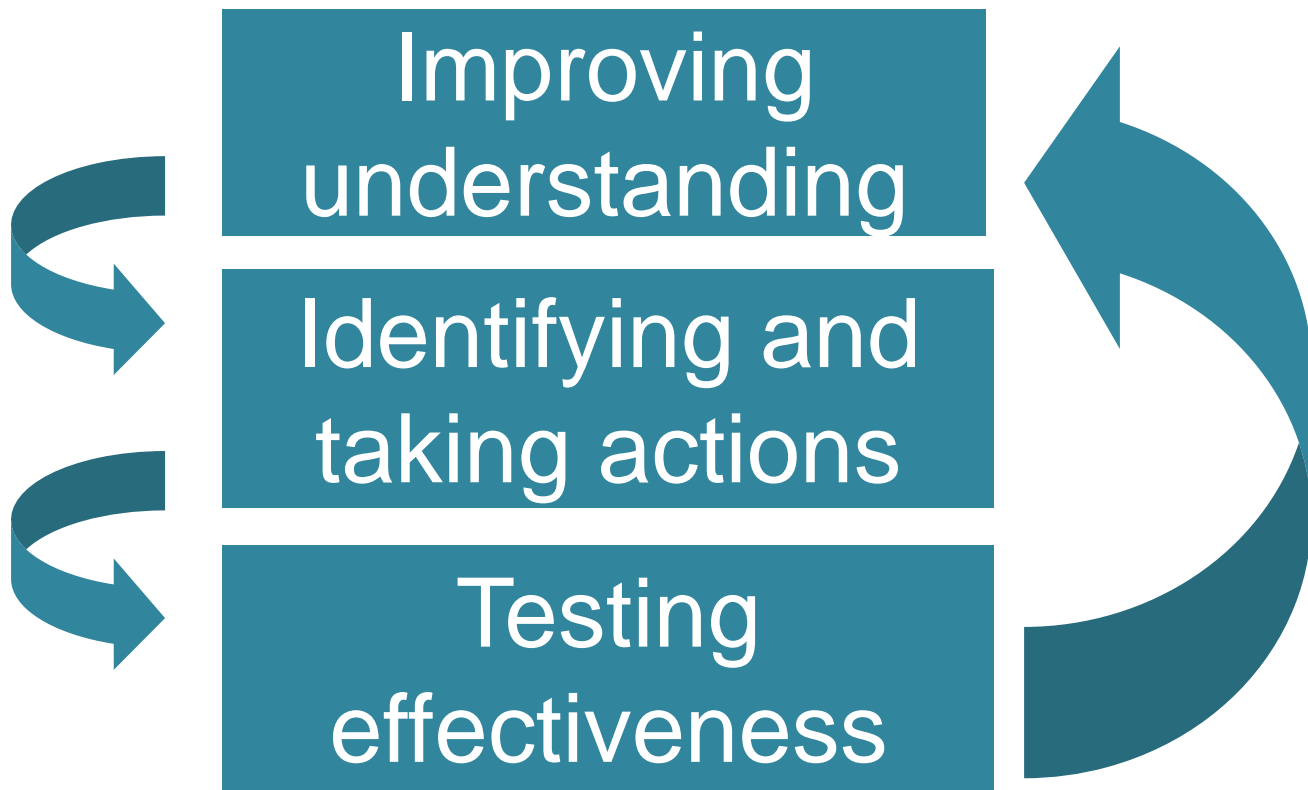 Improving
understanding
Identifying and
taking actions
Testing
effectiveness